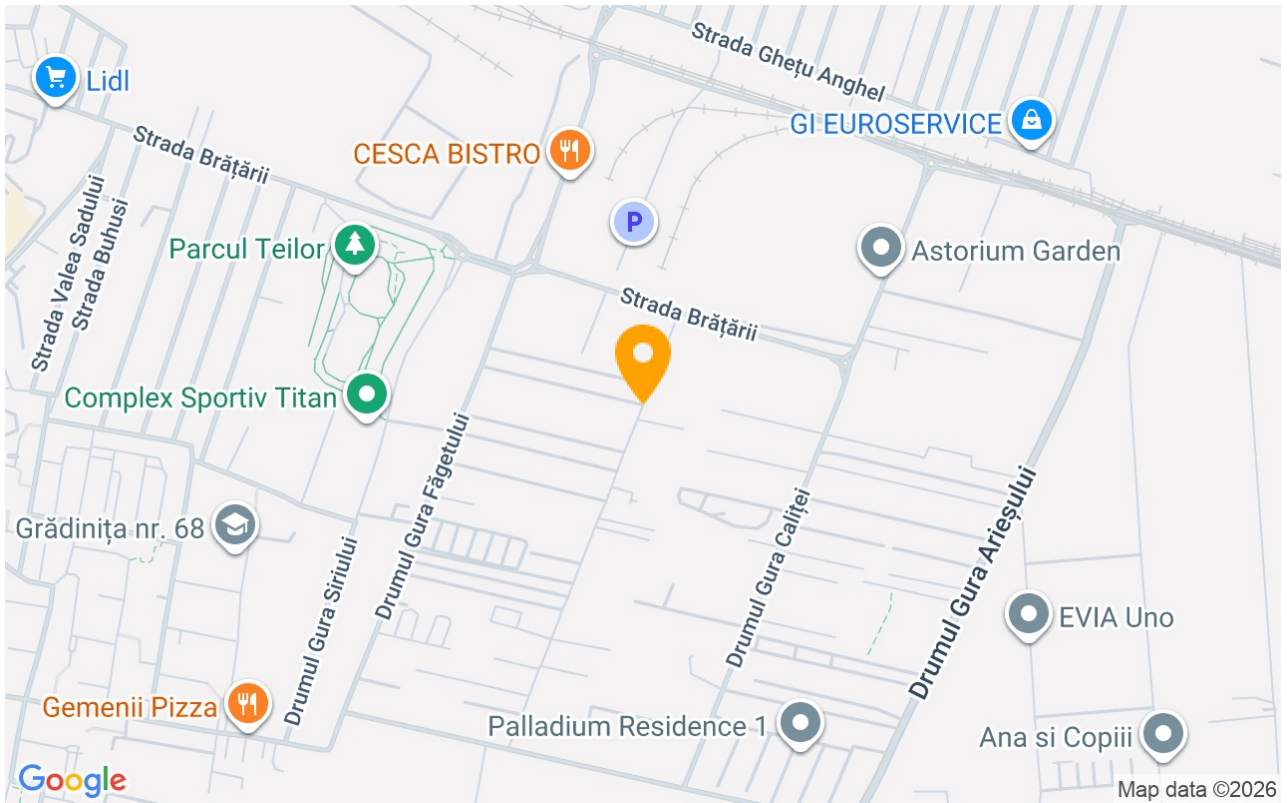 Strada Ghețu Anghel
Lidl
GI EUROSERVICE
Strada Brățării
CESCA BISTRO
Strada Valea Sadului
Strada Buhusi
P
Parcul Teilor
Astorium Garden
Strada Brățării
Complex Sportiv Titan
Drumul Gura Făgetului
Drumul Gura Caliței
Drumul Gura Arieșului
Grădinița nr. 68
Drumul Gura Siriului
EVIA Uno
Gemenii Pizza
Palladium Residence 1
Ana si Copiii
Google
Map data ©2026